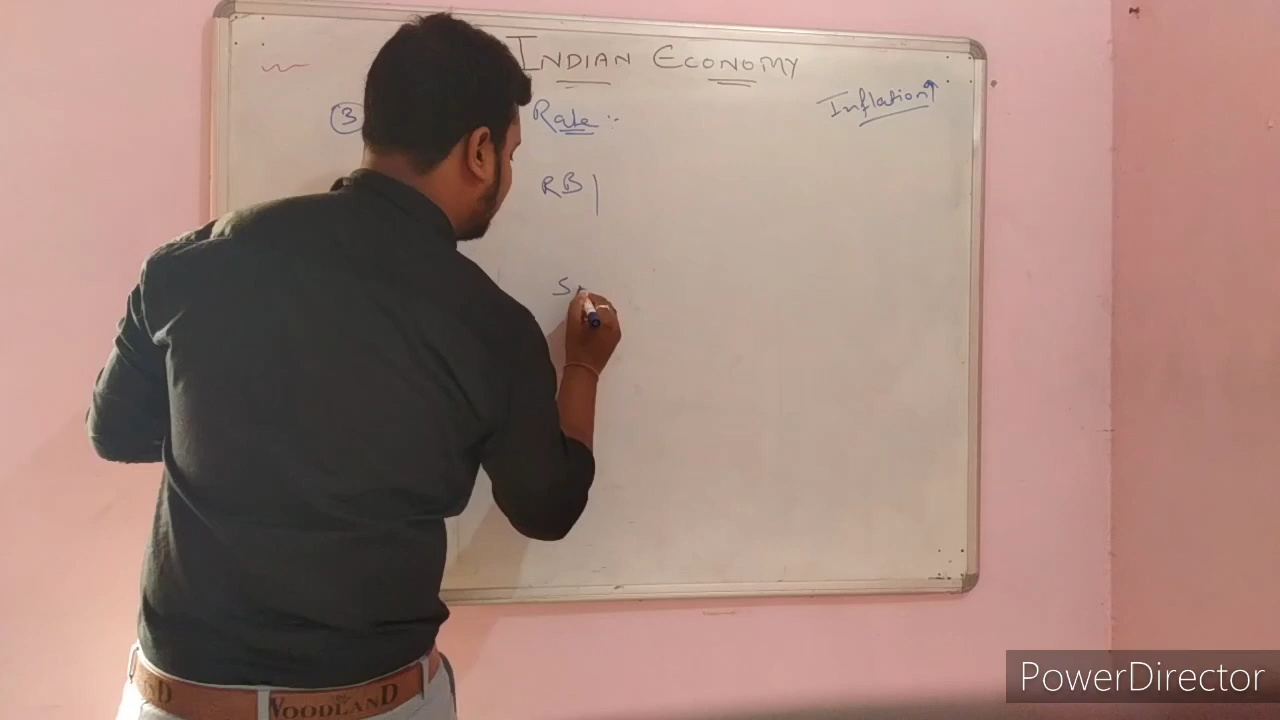 INDIAN ECONOMY
Inflation↑
3 Rate :-
RBI
S
WOODLAND
PowerDirector